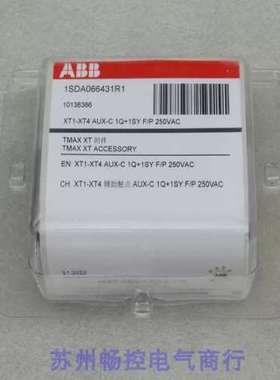 ABB
1SDA066431R1
10138386
XT1-XT4 AUX-C 1Q+1SY F/P 250VAC
TMAX XT 附件
TMAX XT ACCESSORY
EN XT1-XT4 AUX-C 1Q+1SY F/P 250VAC
CH XT1-XT4 辅助触点 AUX-C 1Q+1SY F/P 250VAC
苏州畅控电气商行